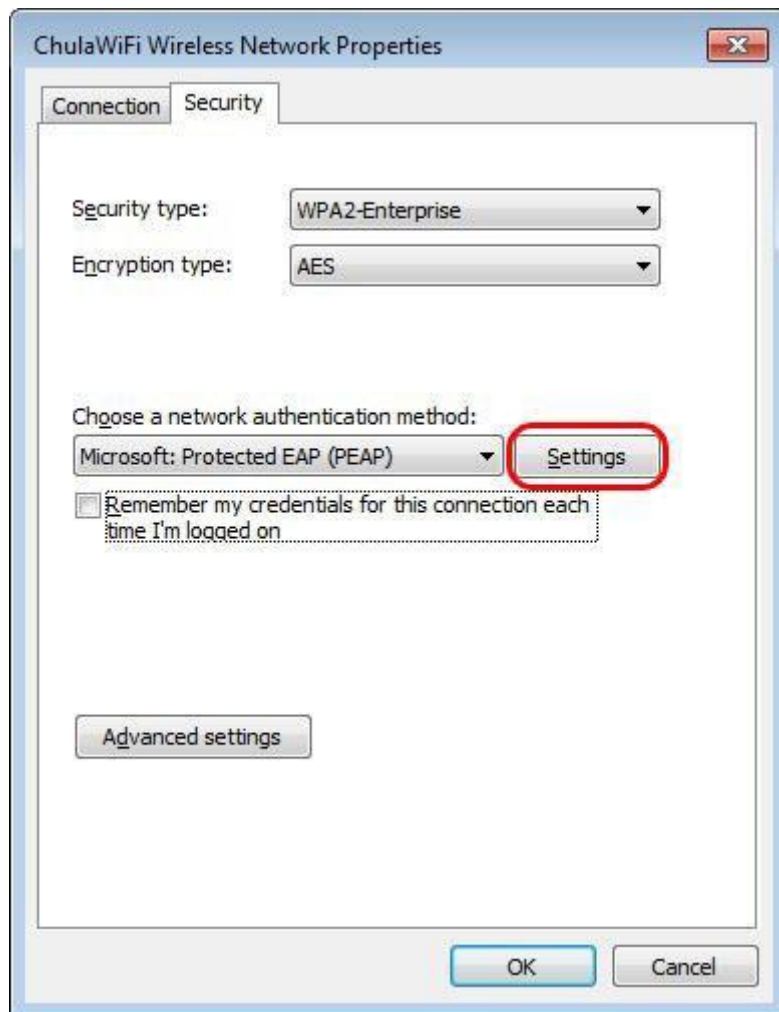 ChulaWiFi Wireless Network Properties
Connection
Security
Security type:
WPA2-Enterprise
Encryption type:
AES
Choose a network authentication method:
Microsoft: Protected EAP (PEAP)
Settings
Remember my credentials for this connection each
time I'm logged on
Advanced settings
OK
Cancel